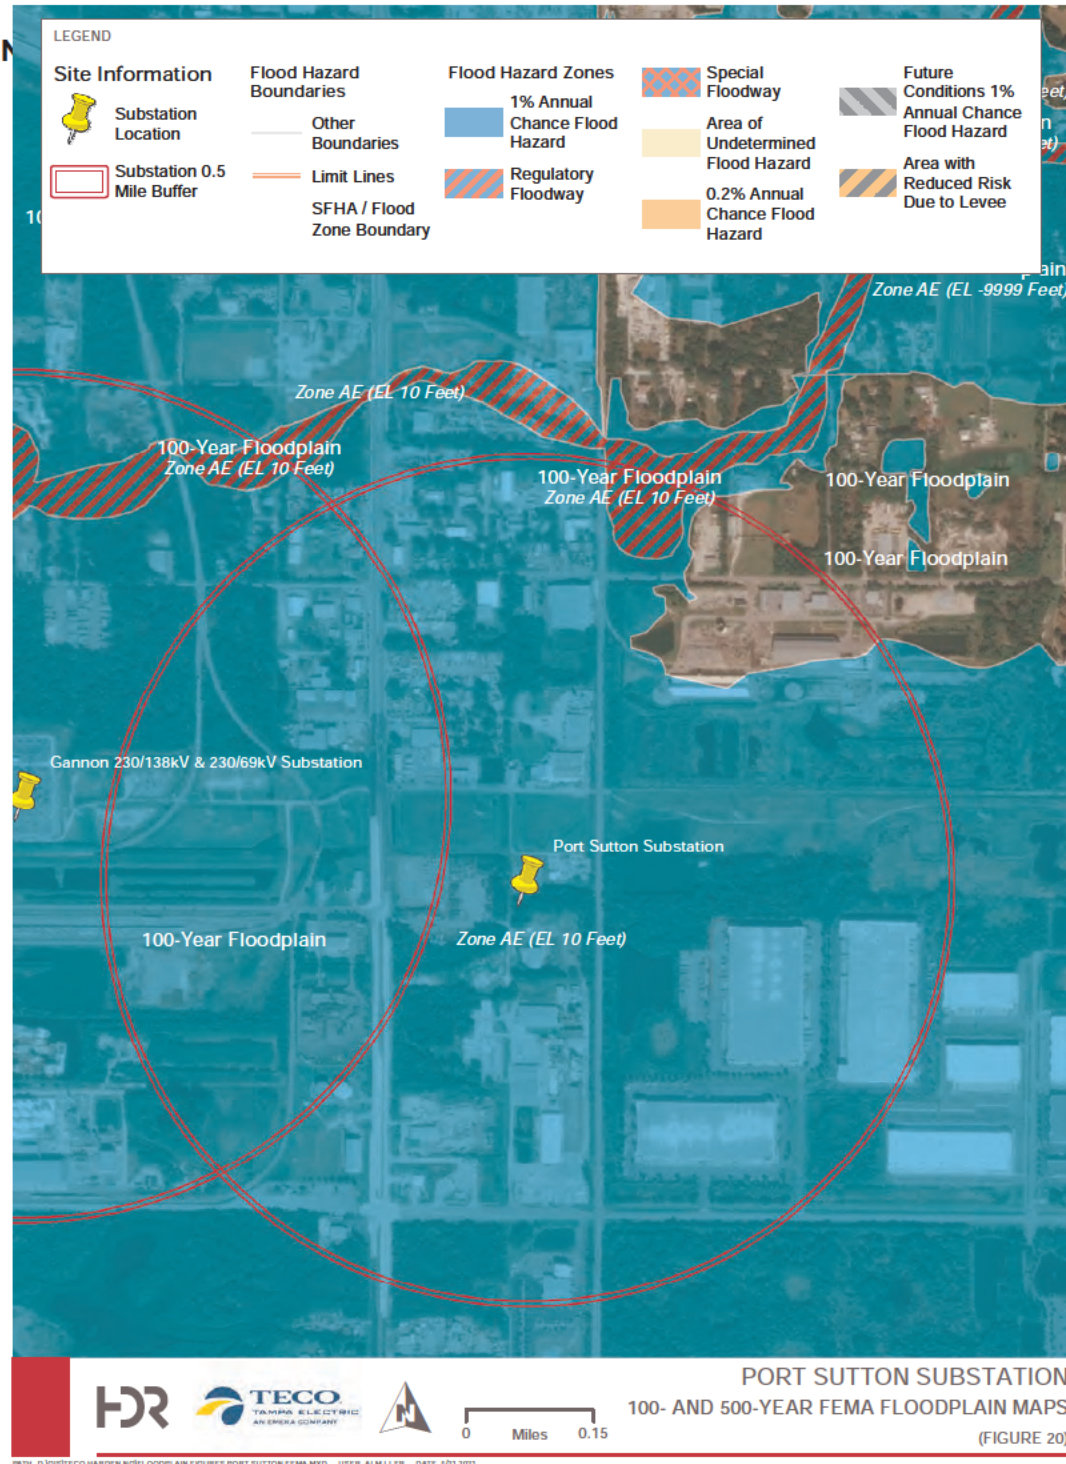 LEGEND
Site Information
Substation
Location
Substation 0.5
Mile Buffer
Flood Hazard
Boundaries
Other
Boundaries
Limit Lines
SFHA / Flood
Zone Boundary
Flood Hazard Zones
1% Annual
Chance Flood
Hazard
Regulatory
Floodway
Special
Floodway
Area of
Undetermined
Flood Hazard
0.2% Annual
Chance Flood
Hazard
Future
Conditions 1%
Annual Chance
Flood Hazard
Area with
Reduced Risk
Due to Levee
Zone AE (EL -9999 Feet)
Zone AE (EL 10 Feet)
100-Year Floodplain
Zone AE (EL 10 Feet)
100-Year Floodplain
Zone AE (EL 10 Feet)
100-Year Floodplain
100-Year Floodplain
Gannon 230/138kV & 230/69kV Substation
Port Sutton Substation
100-Year Floodplain
Zone AE (EL 10 Feet)
HDR
TECO
TAMPA ELECTRIC
AN EMERA COMPANY
N
0 Miles 0.15
PORT SUTTON SUBSTATION
100- AND 500-YEAR FEMA FLOODPLAIN MAPS
(FIGURE 20)